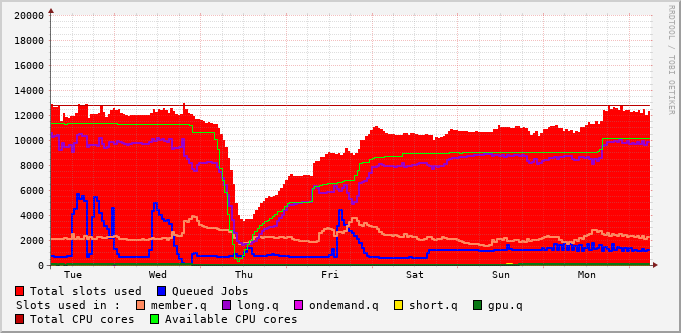 20000
18000
16000
14000
12000
10000
8000
6000
4000
2000
0
Tue Wed Thu Fri Sat Sun Mon
RRDTOOL / TOBI OETIKER
Total slots used Queued Jobs
Slots used in : member.q long.q ondemand.q short.q gpu.q
Total CPU cores Available CPU cores